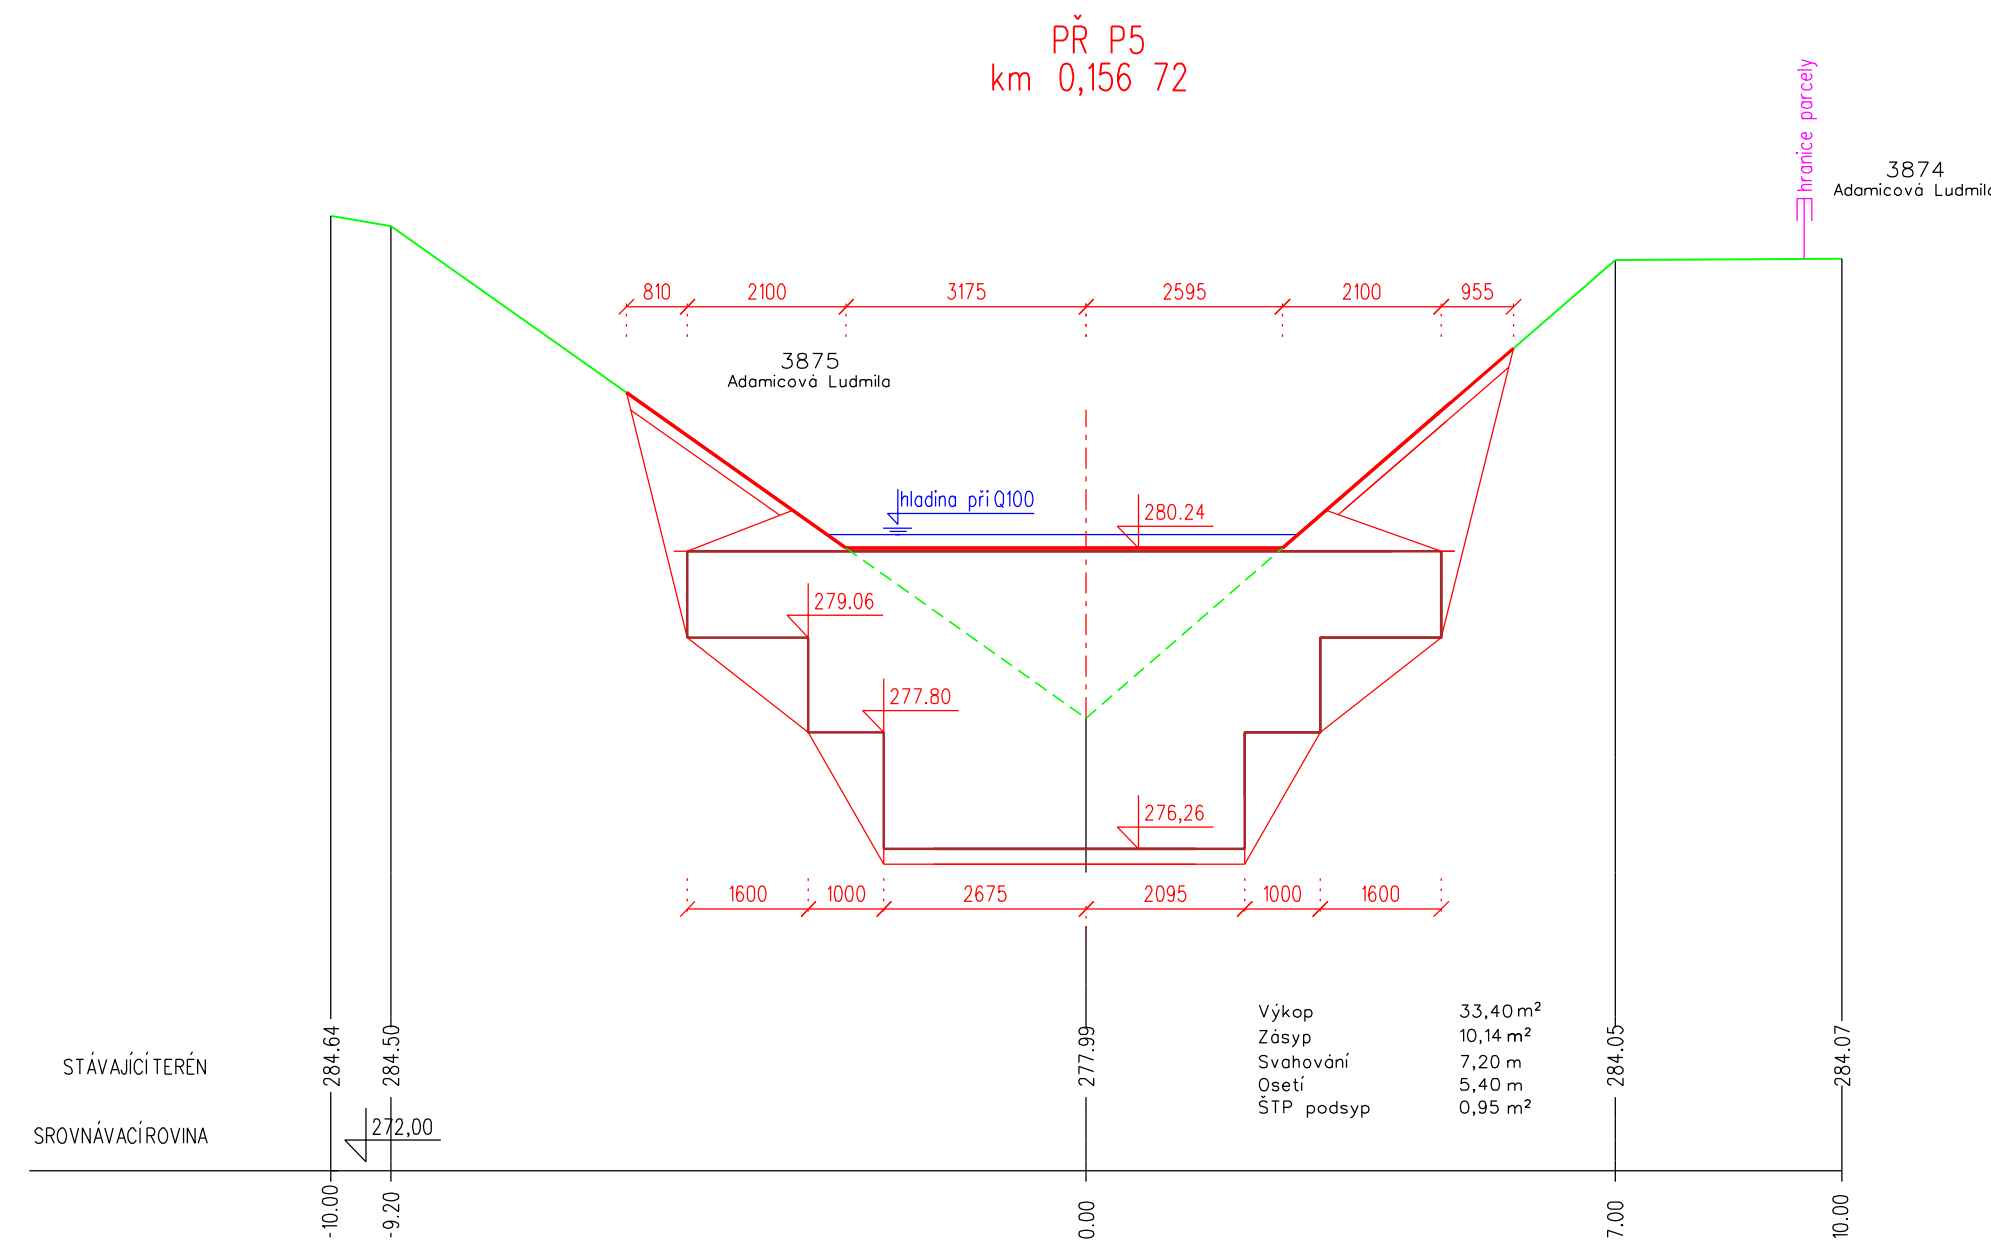 PŘ P5
km 0,156 72
hranice parcely
3874
Adamicová Ludmila
810 2100 3175 2595 2100 955
3875
Adamicová Ludmila
hladina při Q100
280.24
279.06
277.80
276,26
1600 1000 2675 2095 1000 1600
Výkop 33,40 m²
Zásyp 10,14 m²
Svahování 7,20 m
Osetí 5,40 m
ŠTP podsyp 0,95 m²
STÁVAJÍCÍ TERÉN 284.64 284.50 277.99 284.05 284.07
SROVNÁVACÍ ROVINA 272,00
-10.00 -9.20 0.00 7.00 10.00